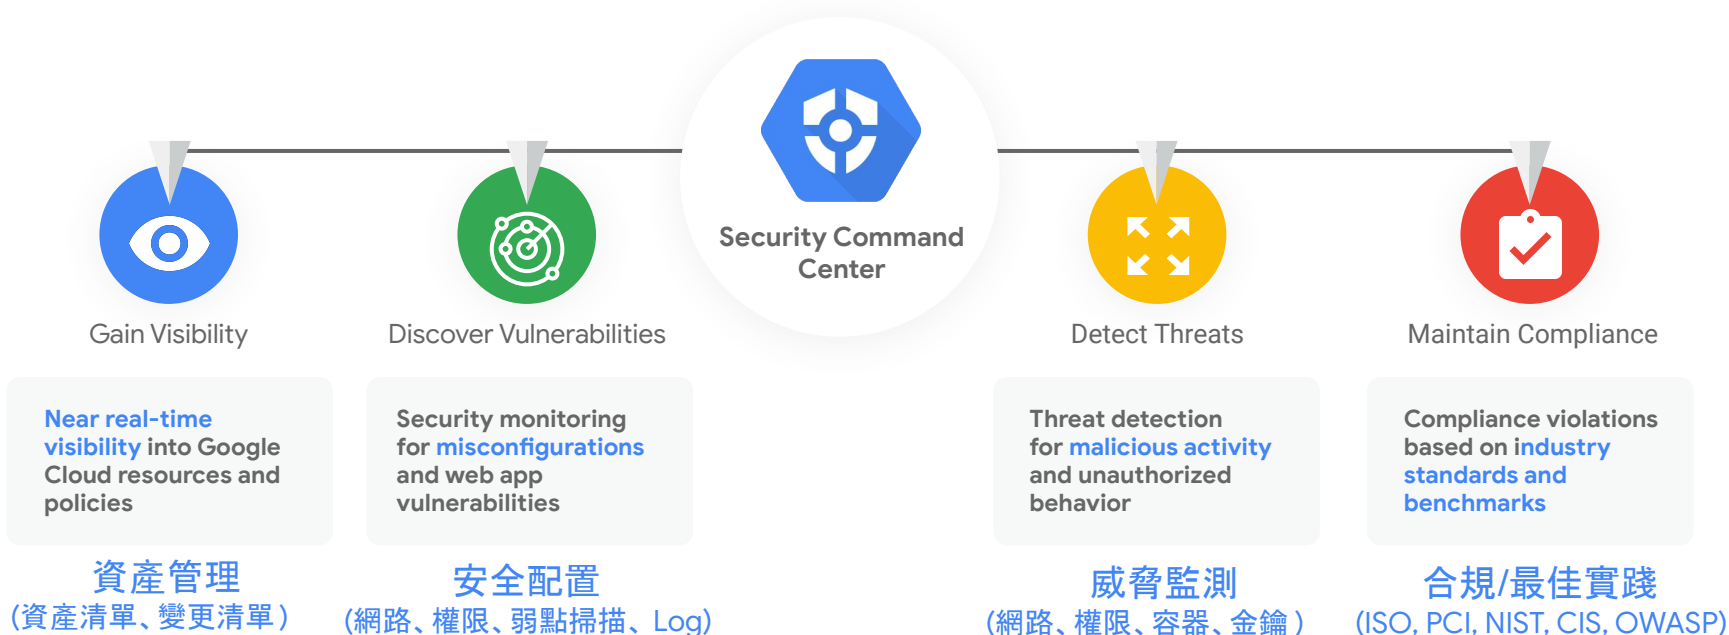 Security Command
Center
Gain Visibility
Near real-time
visibility into Google
Cloud resources and
policies
資產管理
(資產清單、變更清單)
Discover Vulnerabilities
Security monitoring
for misconfigurations
and web app
vulnerabilities
安全配置
(網路、權限、弱點掃描、Log)
Detect Threats
Threat detection
for malicious activity
and unauthorized
behavior
威脅監測
(網路、權限、容器、金鑰)
Maintain Compliance
Compliance violations
based on industry
standards and
benchmarks
合規/最佳實踐
(ISO, PCI, NIST, CIS, OWASP)